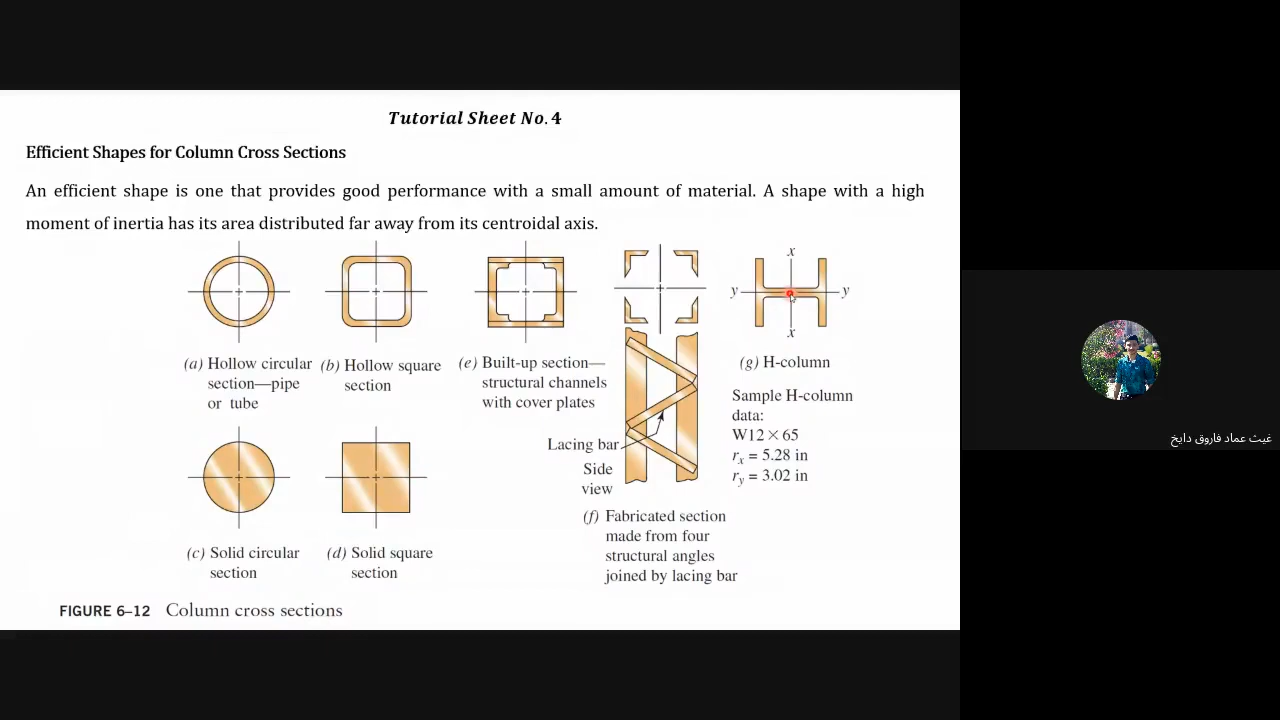 Tutorial Sheet No. 4
Efficient Shapes for Column Cross Sections
An efficient shape is one that provides good performance with a small amount of material. A shape with a high
moment of inertia has its area distributed far away from its centroidal axis.
x
y
y
x
(a) Hollow circular
section—pipe
or tube
(b) Hollow square
section
(e) Built-up section—
structural channels
with cover plates
(g) H-column
Sample H-column
data:
W12 × 65
rx = 5.28 in
ry = 3.02 in
Lacing bar
Side
view
(f) Fabricated section
made from four
structural angles
joined by lacing bar
(c) Solid circular
section
(d) Solid square
section
FIGURE 6–12 Column cross sections
غيث عماد فاروق دايخ